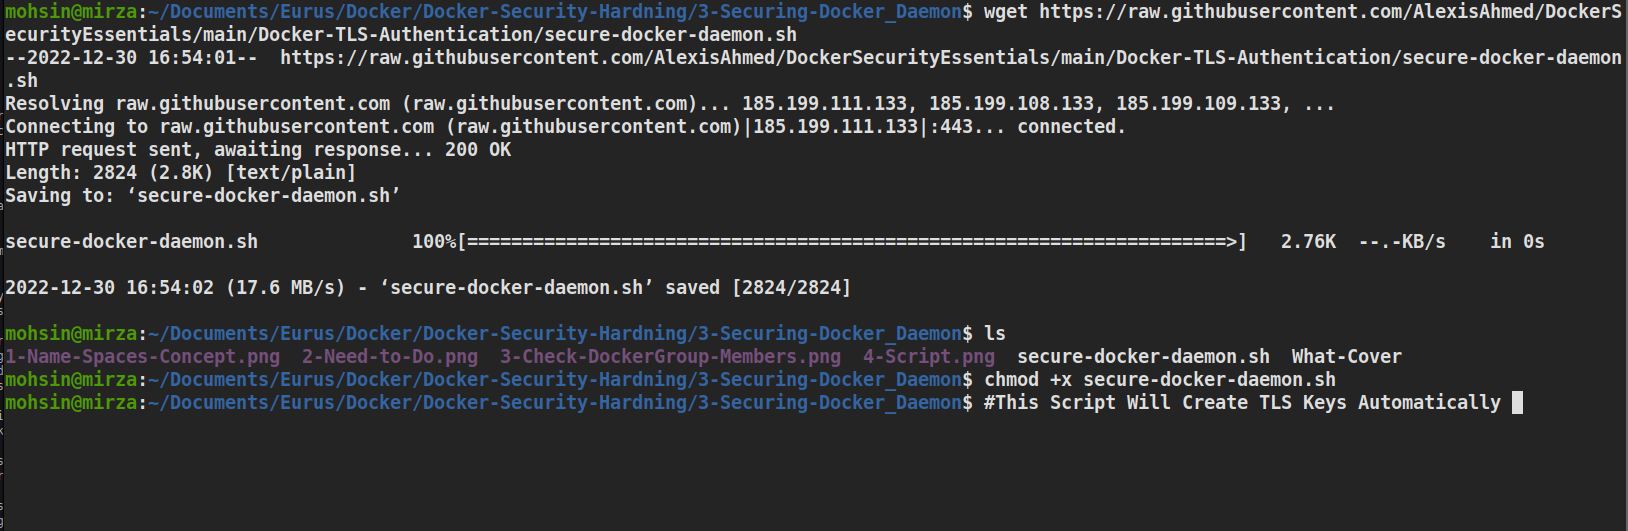 mohsin@mirza:~/Documents/Eurus/Docker/Docker-Security-Hardning/3-Securing-Docker_Daemon$ wget https://raw.githubusercontent.com/AlexisAhmed/DockerS
ecurityEssentials/main/Docker-TLS-Authentication/secure-docker-daemon.sh
--2022-12-30 16:54:01--  https://raw.githubusercontent.com/AlexisAhmed/DockerSecurityEssentials/main/Docker-TLS-Authentication/secure-docker-daemon
.sh
Resolving raw.githubusercontent.com (raw.githubusercontent.com)... 185.199.111.133, 185.199.108.133, 185.199.109.133, ...
Connecting to raw.githubusercontent.com (raw.githubusercontent.com)|185.199.111.133|:443... connected.
HTTP request sent, awaiting response... 200 OK
Length: 2824 (2.8K) [text/plain]
Saving to: ‘secure-docker-daemon.sh’
secure-docker-daemon.sh              100%[=====================================================================>]   2.76K  --.-KB/s    in 0s
2022-12-30 16:54:02 (17.6 MB/s) - ‘secure-docker-daemon.sh’ saved [2824/2824]
mohsin@mirza:~/Documents/Eurus/Docker/Docker-Security-Hardning/3-Securing-Docker_Daemon$ ls
1-Name-Spaces-Concept.png  2-Need-to-Do.png  3-Check-DockerGroup-Members.png  4-Script.png  secure-docker-daemon.sh  What-Cover
mohsin@mirza:~/Documents/Eurus/Docker/Docker-Security-Hardning/3-Securing-Docker_Daemon$ chmod +x secure-docker-daemon.sh
mohsin@mirza:~/Documents/Eurus/Docker/Docker-Security-Hardning/3-Securing-Docker_Daemon$ #This Script Will Create TLS Keys Automatically